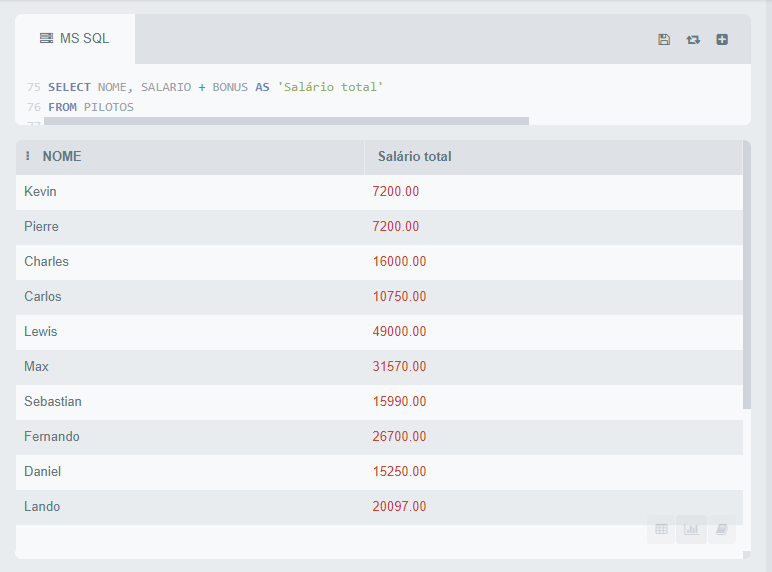 MS SQL
75 SELECT NOME, SALARIO + BONUS AS 'Salário total'
76 FROM PILOTOS
77
NOME Salário total
Kevin 7200.00
Pierre 7200.00
Charles 16000.00
Carlos 10750.00
Lewis 49000.00
Max 31570.00
Sebastian 15990.00
Fernando 26700.00
Daniel 15250.00
Lando 20097.00